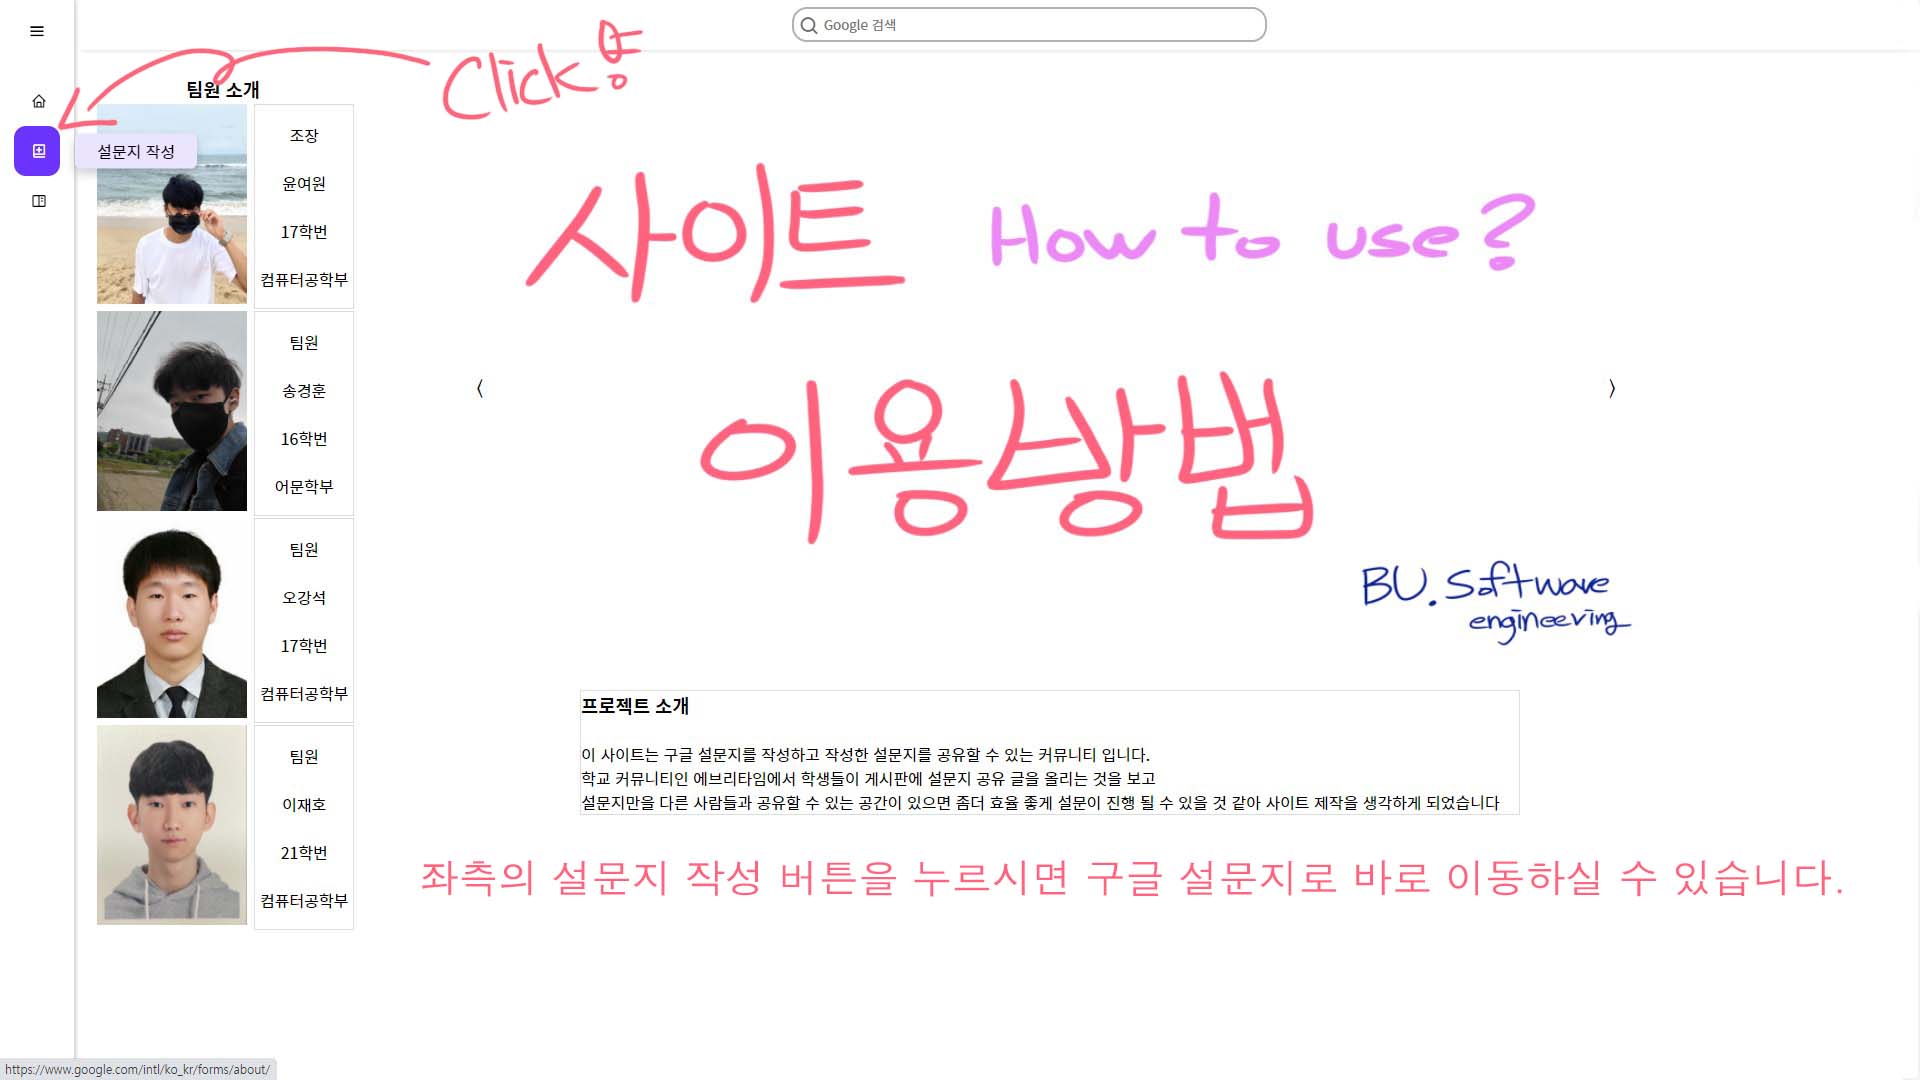 Google 검색
Click 용
팀원 소개
설문지 작성
조장
윤여원
17학번
컴퓨터공학부
팀원
송경훈
16학번
어문학부
팀원
오강석
17학번
컴퓨터공학부
팀원
이재호
21학번
컴퓨터공학부
사이트 How to use?
이용방법
BU. Software
engineering
프로젝트 소개
이 사이트는 구글 설문지를 작성하고 작성한 설문지를 공유할 수 있는 커뮤니티 입니다.
학교 커뮤니티인 에브리타임에서 학생들이 게시판에 설문지 공유 글을 올리는 것을 보고
설문지만을 다른 사람들과 공유할 수 있는 공간이 있으면 좀더 효율 좋게 설문이 진행 될 수 있을 것 같아 사이트 제작을 생각하게 되었습니다
좌측의 설문지 작성 버튼을 누르시면 구글 설문지로 바로 이동하실 수 있습니다.
https://www.google.com/intl/ko_kr/forms/about/